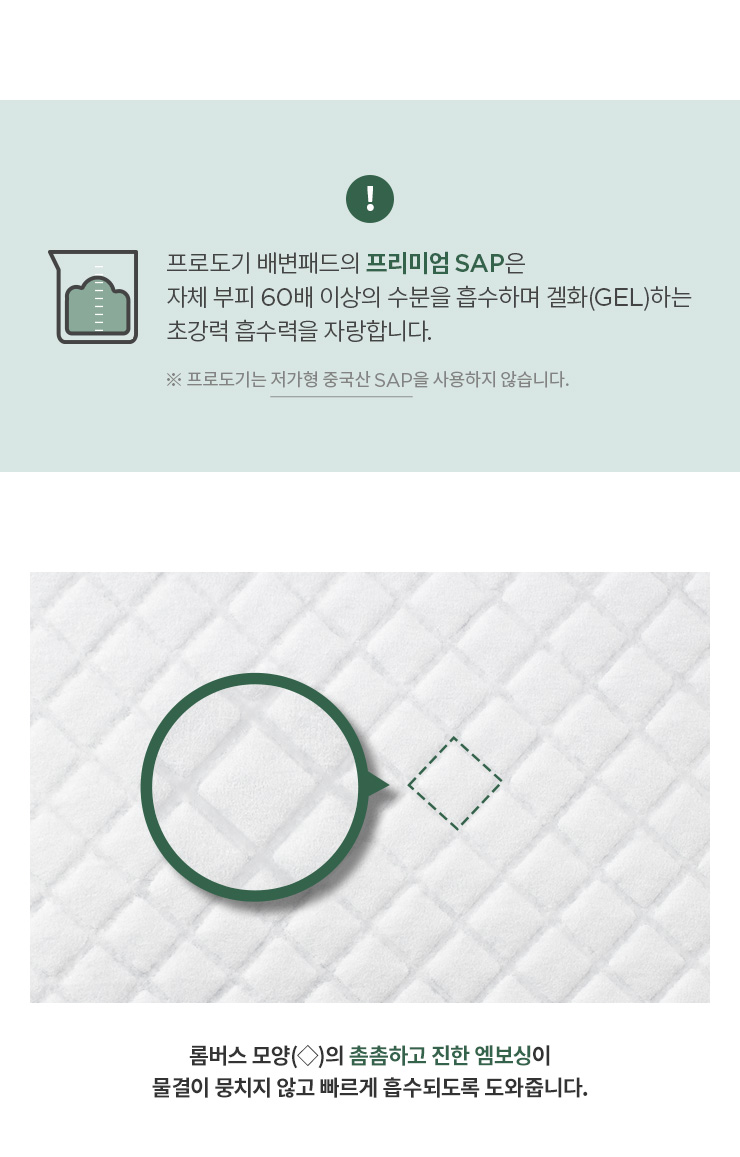 프로도기 배변패드의 프리미엄 SAP은
자체 부피 60배 이상의 수분을 흡수하며 겔화(GEL)하는
초강력 흡수력을 자랑합니다.
※ 프로도기는 저가형 중국산 SAP을 사용하지 않습니다.
롬버스 모양(◇)의 촘촘하고 진한 엠보싱이
물결이 뭉치지 않고 빠르게 흡수되도록 도와줍니다.